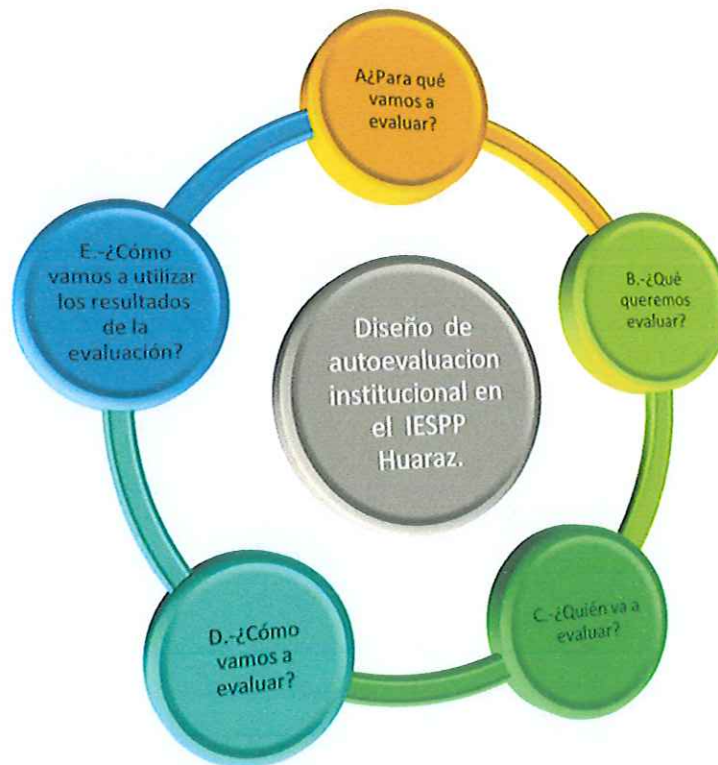 A¿Para qué
vamos a
evaluar?
B.-¿Qué
queremos
evaluar?
C.-¿Quién va a
evaluar?
D.-¿Cómo
vamos a
evaluar?
E.-¿Cómo
vamos a utilizar
los resultados
de la
evaluación?
Diseño de
autoevaluacion
institucional en
el IESPP
Huaraz.